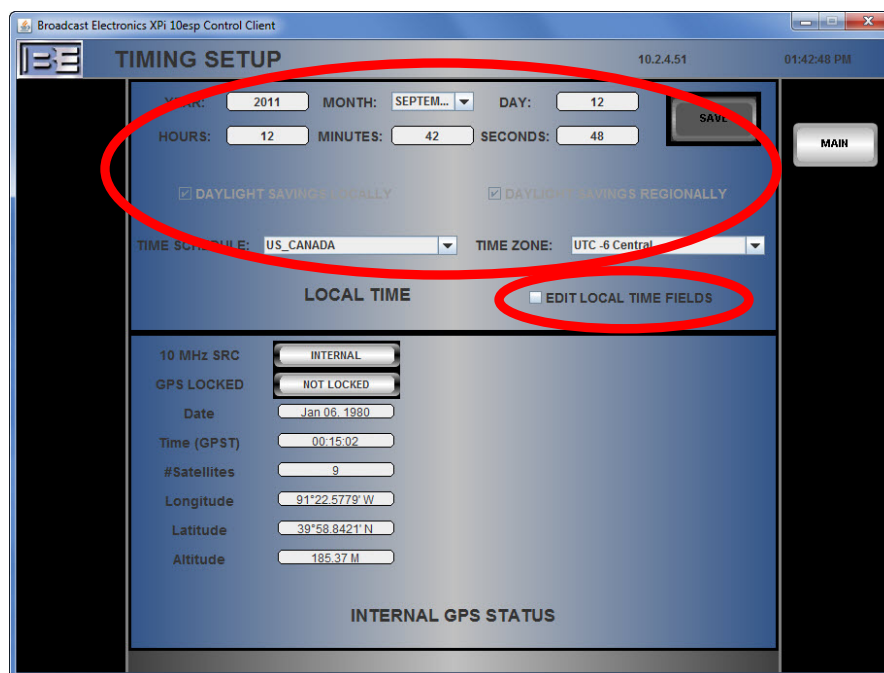 Broadcast Electronics XPi 10esp Control Client
BE TIMING SETUP 10.2.4.51 01:42:48 PM
YEAR: 2011 MONTH: SEPTEM... DAY: 12 SAVE
HOURS: 12 MINUTES: 42 SECONDS: 48 MAIN
DAYLIGHT SAVINGS LOCALLY DAYLIGHT SAVINGS REGIONALLY
TIME SCHEDULE: US_CANADA TIME ZONE: UTC -6 Central
LOCAL TIME EDIT LOCAL TIME FIELDS
10 MHz SRC INTERNAL
GPS LOCKED NOT LOCKED
Date Jan 06, 1980
Time (GPST) 00:15:02
#Satellites 9
Longitude 91°22.5779' W
Latitude 39°58.8421' N
Altitude 185.37 M
INTERNAL GPS STATUS